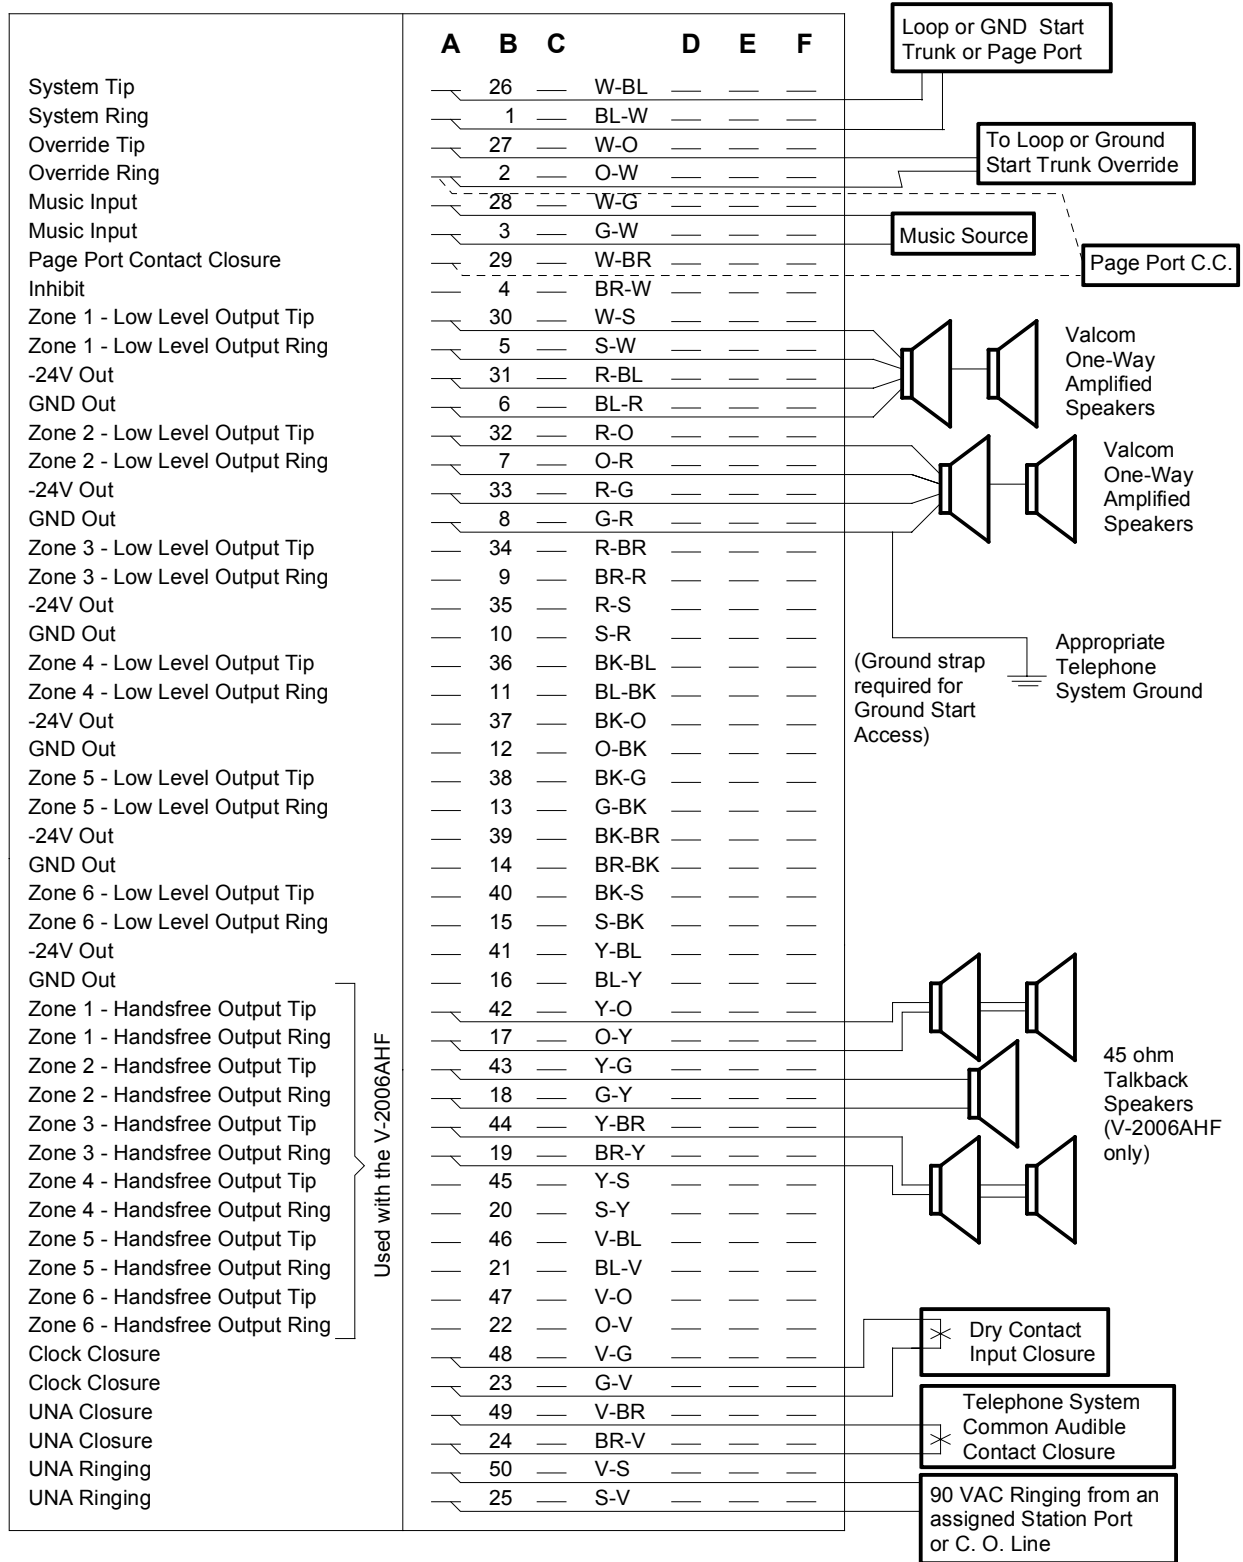 A B C D E F
System Tip 26 W-BL
System Ring 1 BL-W
Override Tip 27 W-O
Override Ring 2 O-W
Music Input 28 W-G
Music Input 3 G-W
Page Port Contact Closure 29 W-BR
Inhibit 4 BR-W
Zone 1 - Low Level Output Tip 30 W-S
Zone 1 - Low Level Output Ring 5 S-W
-24V Out 31 R-BL
GND Out 6 BL-R
Zone 2 - Low Level Output Tip 32 R-O
Zone 2 - Low Level Output Ring 7 O-R
-24V Out 33 R-G
GND Out 8 G-R
Zone 3 - Low Level Output Tip 34 R-BR
Zone 3 - Low Level Output Ring 9 BR-R
-24V Out 35 R-S
GND Out 10 S-R
Zone 4 - Low Level Output Tip 36 BK-BL
Zone 4 - Low Level Output Ring 11 BL-BK
-24V Out 37 BK-O
GND Out 12 O-BK
Zone 5 - Low Level Output Tip 38 BK-G
Zone 5 - Low Level Output Ring 13 G-BK
-24V Out 39 BK-BR
GND Out 14 BR-BK
Zone 6 - Low Level Output Tip 40 BK-S
Zone 6 - Low Level Output Ring 15 S-BK
-24V Out 41 Y-BL
GND Out 16 BL-Y
Zone 1 - Handsfree Output Tip 42 Y-O
Zone 1 - Handsfree Output Ring 17 O-Y
Zone 2 - Handsfree Output Tip 43 Y-G
Zone 2 - Handsfree Output Ring 18 G-Y
Zone 3 - Handsfree Output Tip 44 Y-BR
Zone 3 - Handsfree Output Ring 19 BR-Y
Zone 4 - Handsfree Output Tip 45 Y-S
Zone 4 - Handsfree Output Ring 20 S-Y
Zone 5 - Handsfree Output Tip 46 V-BL
Zone 5 - Handsfree Output Ring 21 BL-V
Zone 6 - Handsfree Output Tip 47 V-O
Zone 6 - Handsfree Output Ring 22 O-V
Clock Closure 48 V-G
Clock Closure 23 G-V
UNA Closure 49 V-BR
UNA Closure 24 BR-V
UNA Ringing 50 V-S
UNA Ringing 25 S-V
Used with the V-2006AHF
Loop or GND Start
Trunk or Page Port
To Loop or Ground
Start Trunk Override
Music Source
Page Port C.C.
Valcom
One-Way
Amplified
Speakers
Valcom
One-Way
Amplified
Speakers
(Ground strap
required for
Ground Start
Access)
Appropriate
Telephone
System Ground
45 ohm
Talkback
Speakers
(V-2006AHF
only)
Dry Contact
Input Closure
Telephone System
Common Audible
Contact Closure
90 VAC Ringing from an
assigned Station Port
or C. O. Line